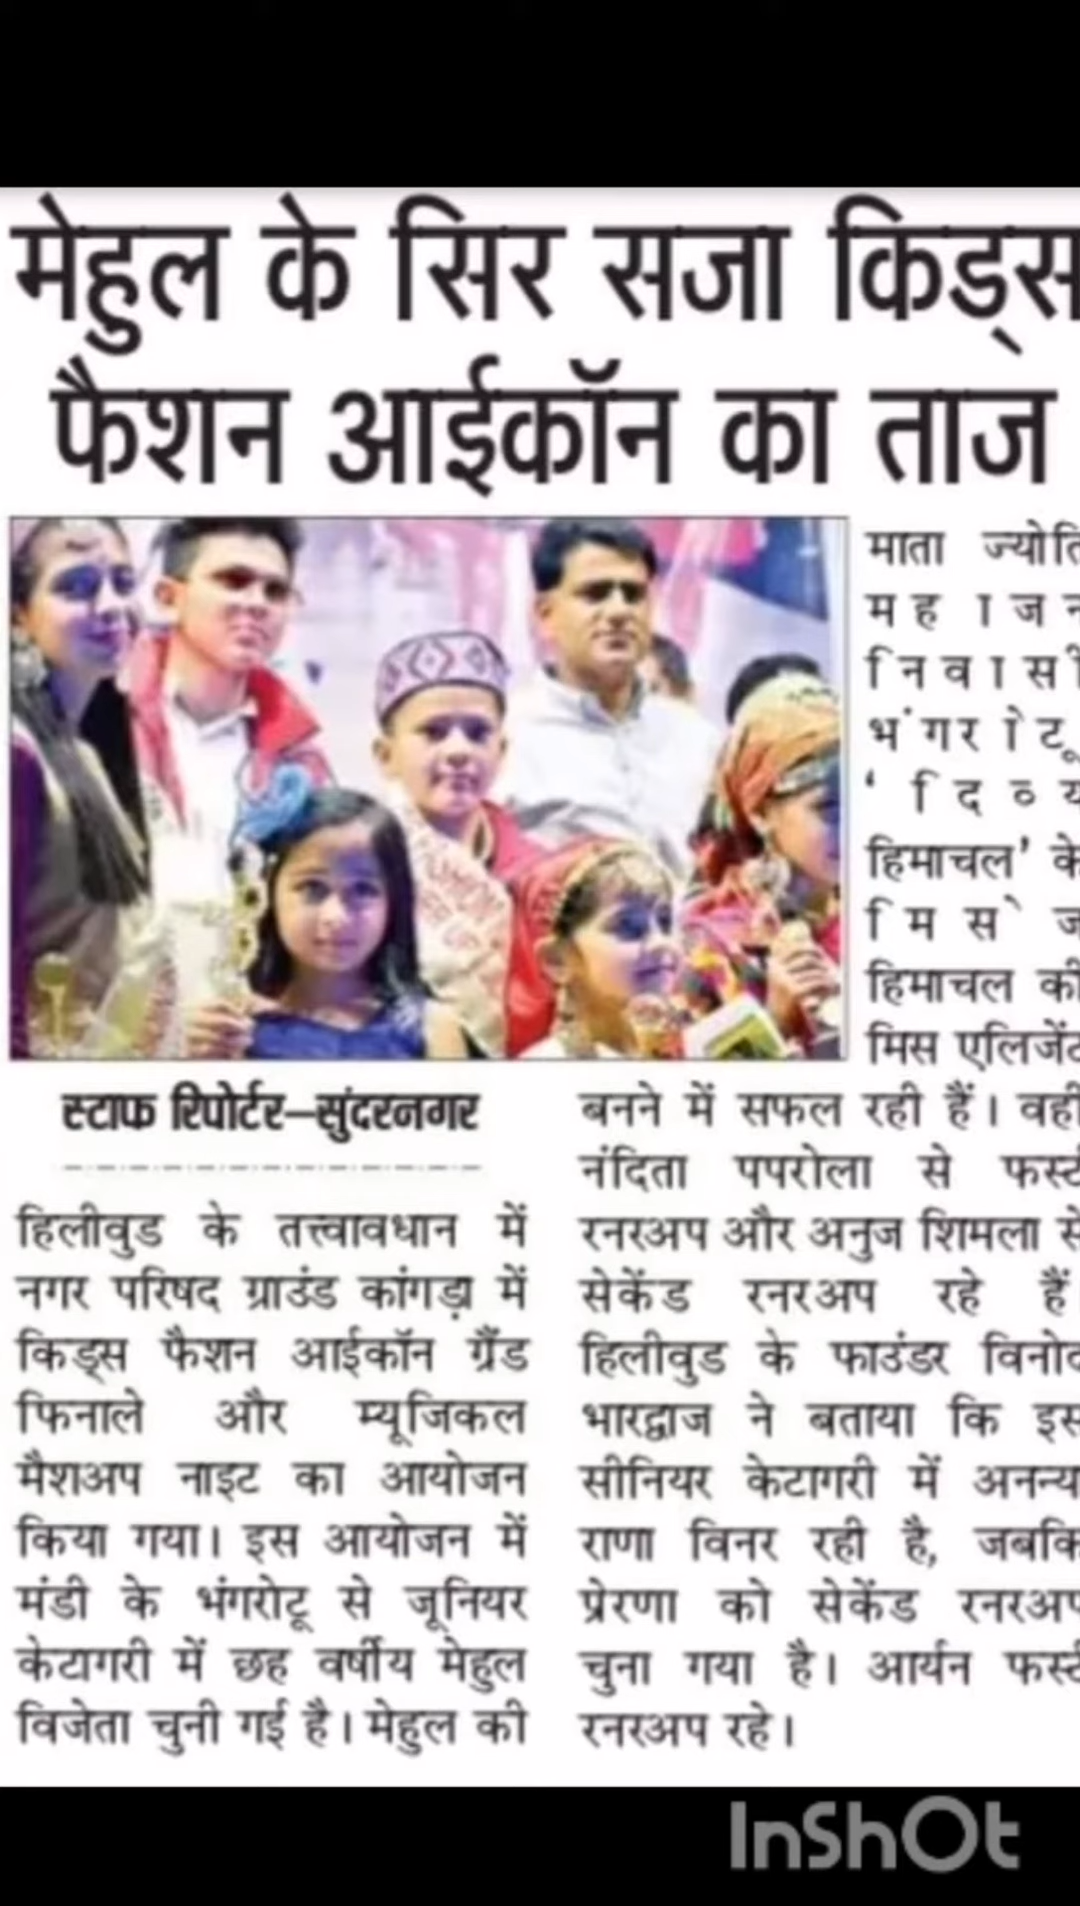 मेहुल के सिर सजा किड्स
फैशन आईकॉन का ताज
स्टाफ रिपोर्टर-सुंदरनगर
हिलीवुड के तत्त्वावधान में
नगर परिषद ग्राउंड कांगड़ा में
किड्स फैशन आईकॉन ग्रैंड
फिनाले और म्यूजिकल
मैशअप नाइट का आयोजन
किया गया। इस आयोजन में
मंडी के भंगरोटू से जूनियर
केटागरी में छह वर्षीय मेहुल
विजेता चुनी गई है। मेहुल की
माता ज्योति
महाजन
निवासी
भंगरोटू
‘दिव्य
हिमाचल’ के
मिसेज
हिमाचल की
मिस एलिजेंट
बनने में सफल रही हैं। वहीं
नंदिता पपरोला से फर्स्ट
रनरअप और अनुज शिमला से
सेकेंड रनरअप रहे हैं
हिलीवुड के फाउंडर विनोद
भारद्वाज ने बताया कि इस
सीनियर केटागरी में अनन्य
राणा विनर रही है, जबकि
प्रेरणा को सेकेंड रनरअप
चुना गया है। आर्यन फर्स्ट
रनरअप रहे।
InShOt